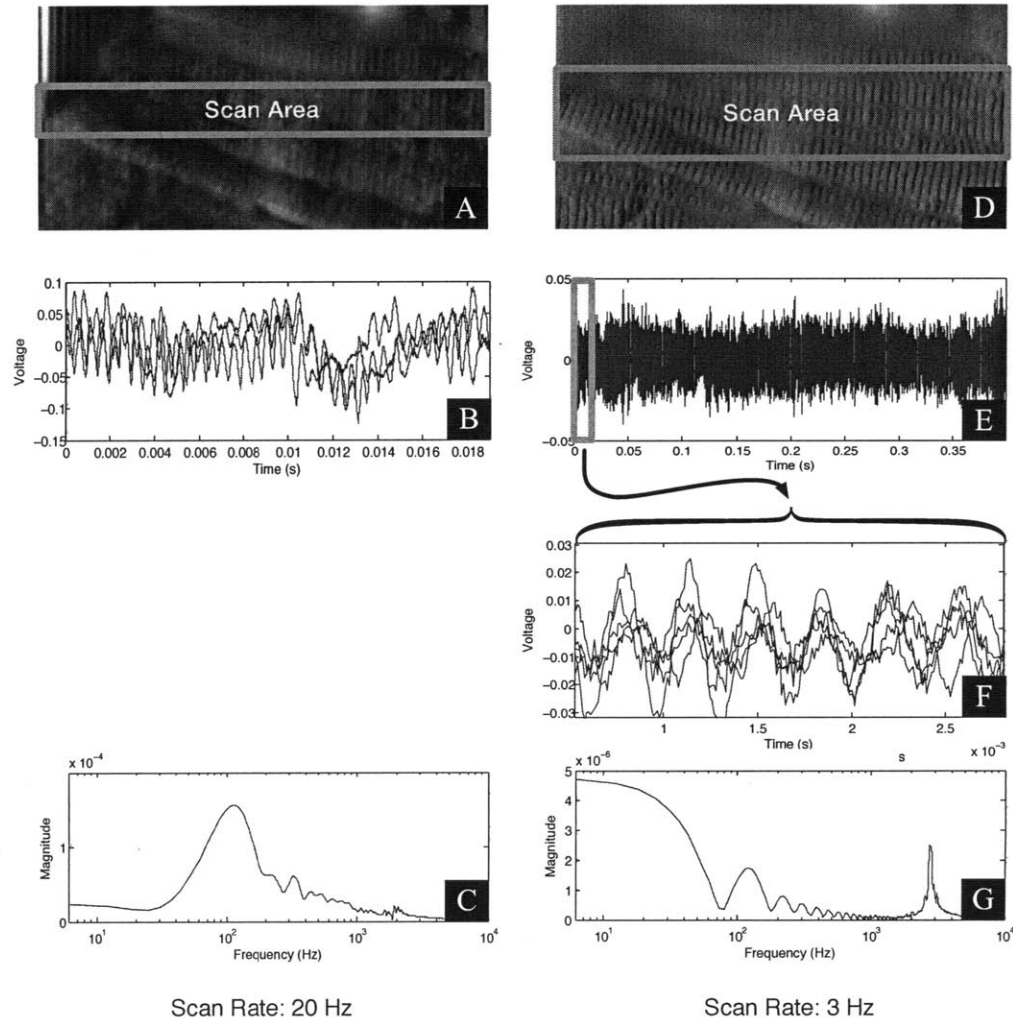 Scan Area
A
Scan Area
D
0.1
0.05
0
−0.05
−0.1
−0.15
Voltage
0 0.002 0.004 0.006 0.008 0.01 0.012 0.014 0.016 0.018
Time (s)
B
0.05
0
−0.05
Voltage
0 0.05 0.1 0.15 0.2 0.25 0.3 0.35
Time (s)
E
0.03
0.01
0
−0.01
−0.02
−0.03
Voltage
1 1.5 2 2.5
Time (s)
s
x 10⁻³
F
x 10⁻⁴
1
0
Magnitude
10¹ 10² 10³ 10⁴
Frequency (Hz)
C
x 10⁻⁶
5
4
3
2
1
0
Magnitude
10¹ 10² 10³ 10⁴
Frequency (Hz)
G
Scan Rate: 20 Hz
Scan Rate: 3 Hz